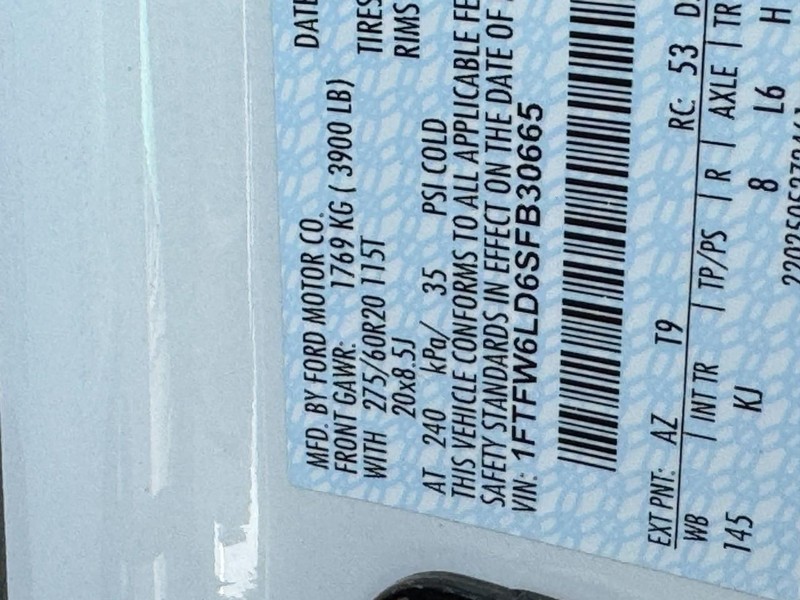 MFD. BY FORD MOTOR CO. DATE
FRONT GAWR: 1769 KG ( 3900 LB)
WITH 275/60R20 115T TIRES
20x8.5J RIMS
AT 240 kPa/ 35 PSI COLD
THIS VEHICLE CONFORMS TO ALL APPLICABLE FE
SAFETY STANDARDS IN EFFECT ON THE DATE OF
VIN: 1FTFW6LD6SFB30665
EXT PNT: AZ T9 RC: 53 D
WB | INT TR | TP/PS | R | AXLE | TR
145 KJ 8 L6 H